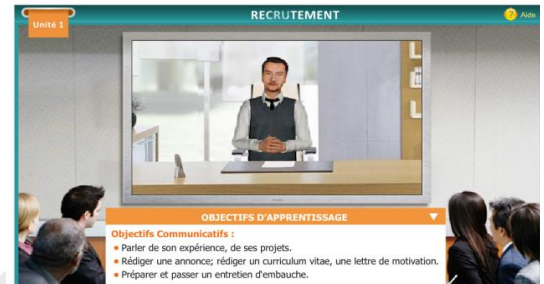 Unité 1
RECRUTEMENT
Aide
OBJECTIFS D'APPRENTISSAGE
Objectifs Communicatifs :
Parler de son expérience, de ses projets.
Rédiger une annonce; rédiger un curriculum vitae, une lettre de motivation.
Préparer et passer un entretien d'embauche.